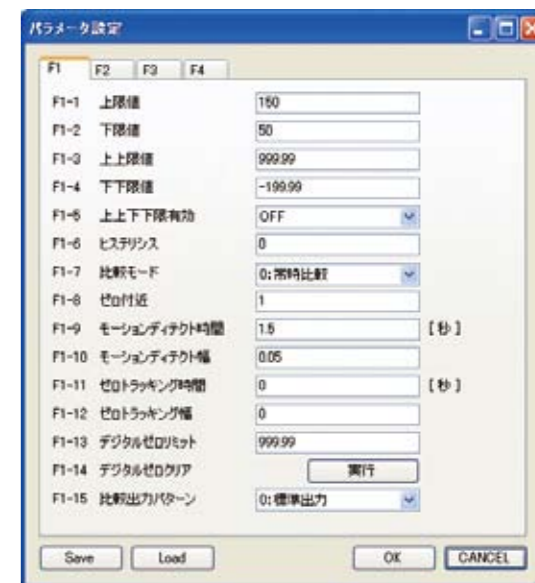 パラメータ設定
F1 F2 F3 F4
F1-1 上限値 150
F1-2 下限値 50
F1-3 上上限値 999.99
F1-4 下下限値 -199.99
F1-5 上上下下限有効 OFF
F1-6 ヒステリシス 0
F1-7 比較モード 0:常時比較
F1-8 ゼロ付近 1
F1-9 モーションディテクト時間 1.5 [秒]
F1-10 モーションディテクト幅 0.05
F1-11 ゼロトラッキング時間 0 [秒]
F1-12 ゼロトラッキング幅 0
F1-13 デジタルゼロリミット 999.99
F1-14 デジタルゼロクリア 実行
F1-15 比較出力パターン 0:標準出力
Save Load OK CANCEL